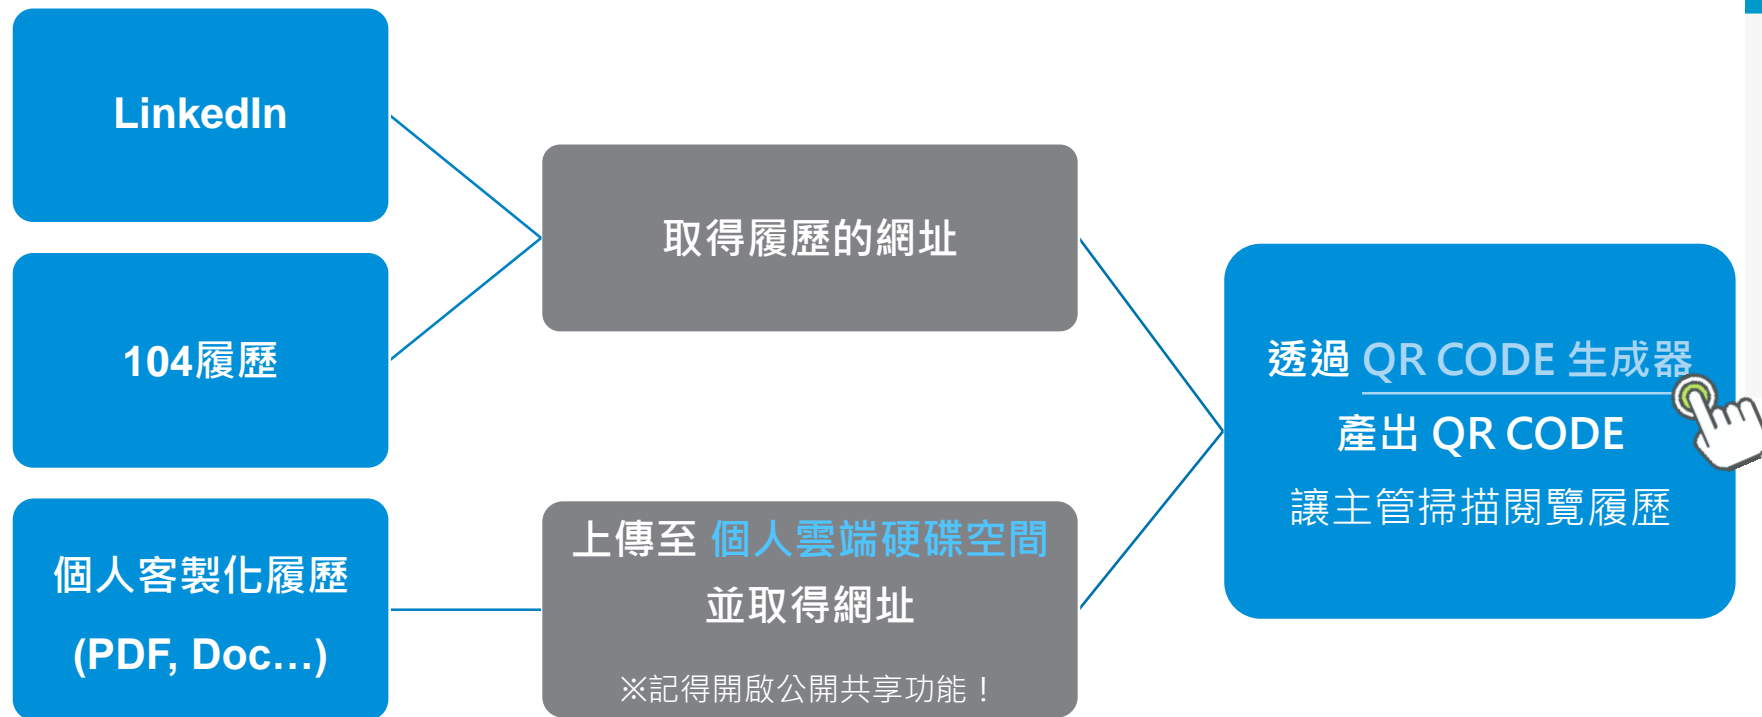 LinkedIn
104履歷
個人客製化履歷
(PDF, Doc…)
取得履歷的網址
上傳至 個人雲端硬碟空間
並取得網址
※記得開啟公開共享功能！
透過 QR CODE 生成器
產出 QR CODE
讓主管掃描閱覽履歷